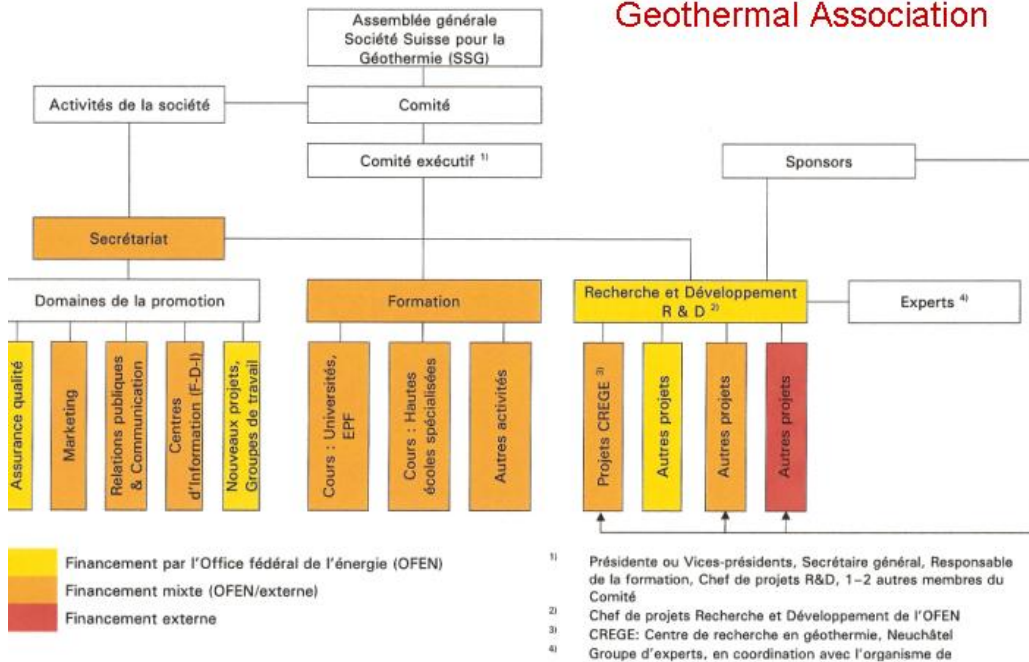 Geothermal Association
Assemblée générale
Société Suisse pour la
Géothermie (SSG)
Activités de la société
Comité
Comité exécutif 1)
Sponsors
Secrétariat
Domaines de la promotion
Formation
Recherche et Développement
R & D 2)
Experts 4)
Assurance qualité
Marketing
Relations publiques
& Communication
Centres
d'Information (F-D-I)
Nouveaux projets,
Groupes de travail
Cours : Universités,
EPF
Cours : Hautes
écoles spécialisées
Autres activités
Projets CREGE 3)
Autres projets
Autres projets
Autres projets
Financement par l'Office fédéral de l'énergie (OFEN)
Financement mixte (OFEN/externe)
Financement externe
1) Présidente ou Vices-présidents, Secrétaire général, Responsable
de la formation, Chef de projets R&D, 1–2 autres membres du
Comité
2) Chef de projets Recherche et Développement de l'OFEN
3) CREGE: Centre de recherche en géothermie, Neuchâtel
4) Groupe d'experts, en coordination avec l'organisme de